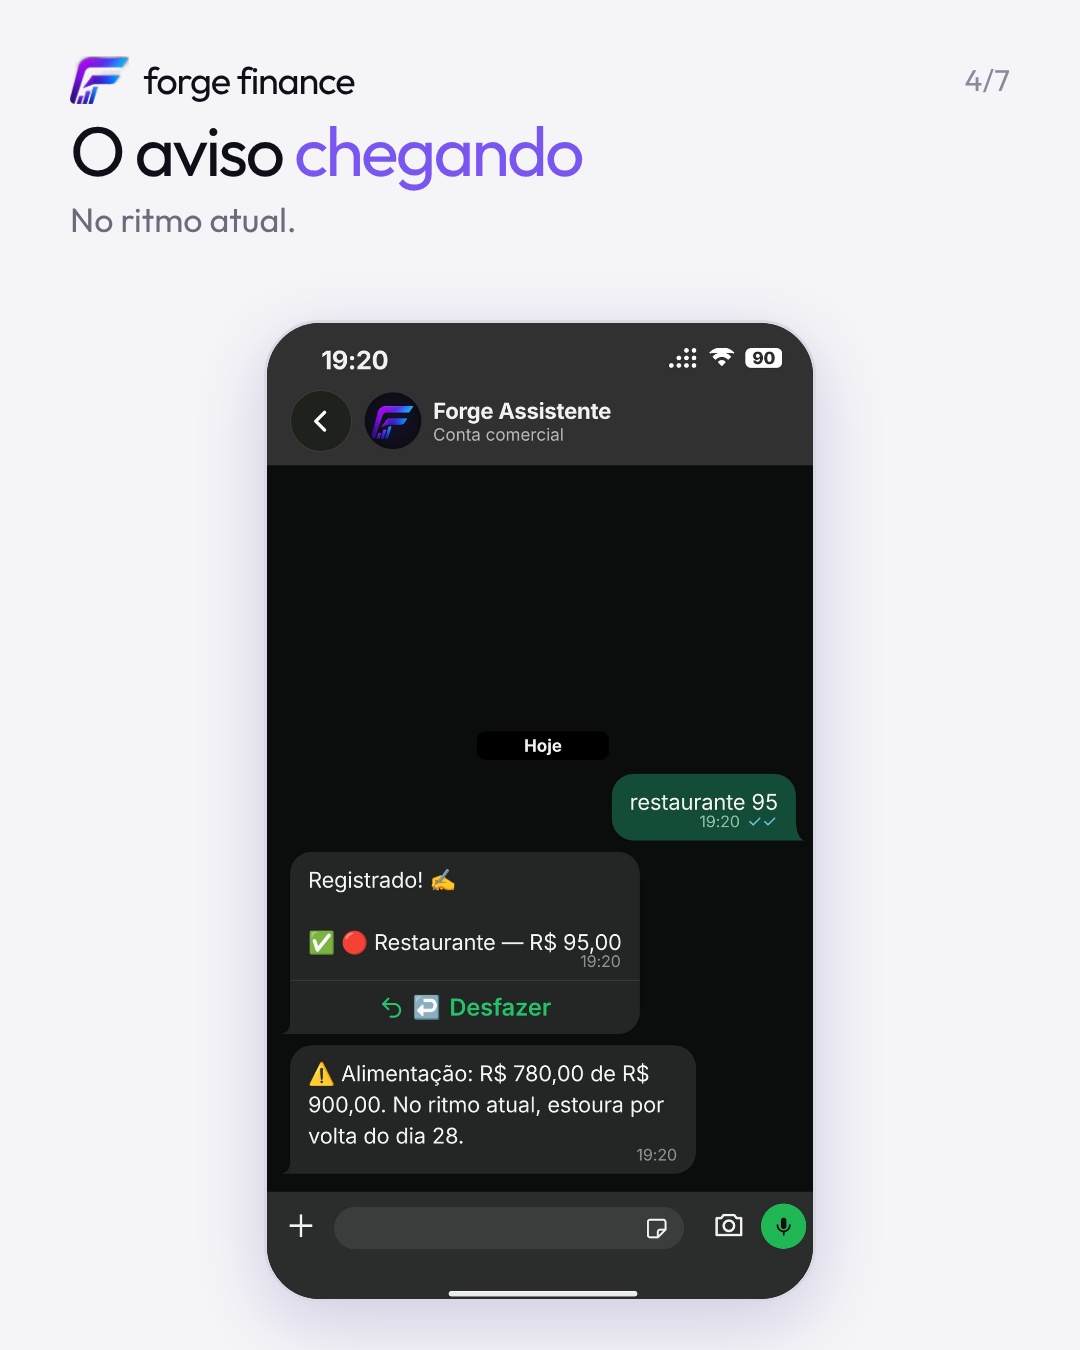 forge finance
4/7
O aviso chegando
No ritmo atual.
19:20
90
Forge Assistente
Conta comercial
Hoje
restaurante 95
19:20
Registrado! ✍️
✅ 🔴 Restaurante — R$ 95,00
19:20
↩️ Desfazer
⚠️ Alimentação: R$ 780,00 de R$
900,00. No ritmo atual, estoura por
volta do dia 28.
19:20